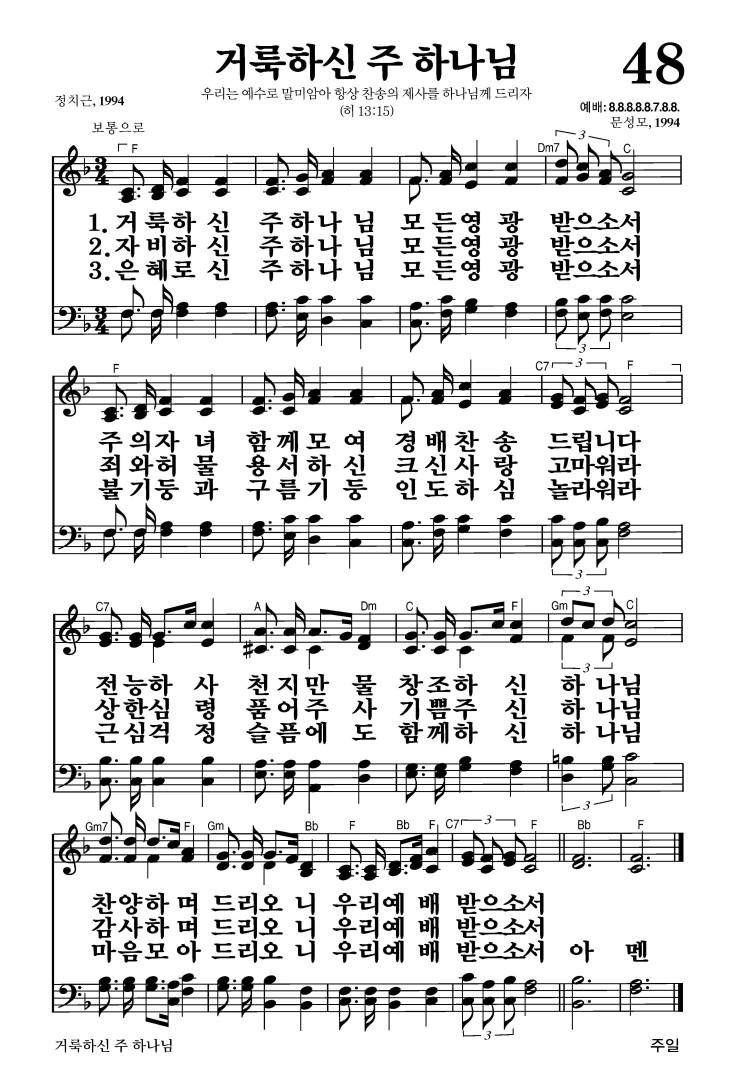 거룩하신 주 하나님
48
정치근, 1994
우리는 예수로 말미암아 항상 찬송의 제사를 하나님께 드리자
(히 13:15)
예배: 8.8.8.8.8.7.8.8.
문성모, 1994
보통으로
F Dm7 3 C
3 4
1. 거 룩하 신 주하나 님 모 든영 광 받으소서
2. 자 비하 신 주하나 님 모 든영 광 받으소서
3. 은 혜로 신 주하나 님 모 든영 광 받으소서
3 4
3
F C7 3 F
주 의자 녀 함 께모 여 경 배찬 송 드립니다
죄 와허 물 용 서하 신 크 신사 랑 고마워라
불 기둥 과 구 름기 둥 인 도하 심 놀라워라
3
C7 A Dm C F Gm 3 C
3
전 능하 사 천 지만 물 창 조하 신 하 나님
상 한심 령 품 어주 사 기 쁨주 신 하 나님
근 심걱 정 슬 픔에 도 함 께하 신 하 나님
3
Gm7 F Gm Bb F Bb F C7 3 F Bb F
찬양하 며 드리오 니 우리예 배 받으소서
감사하 며 드리오 니 우리예 배 받으소서
마음모 아 드리오 니 우리예 배 받으소서 아 멘
3
거룩하신 주 하나님
주일